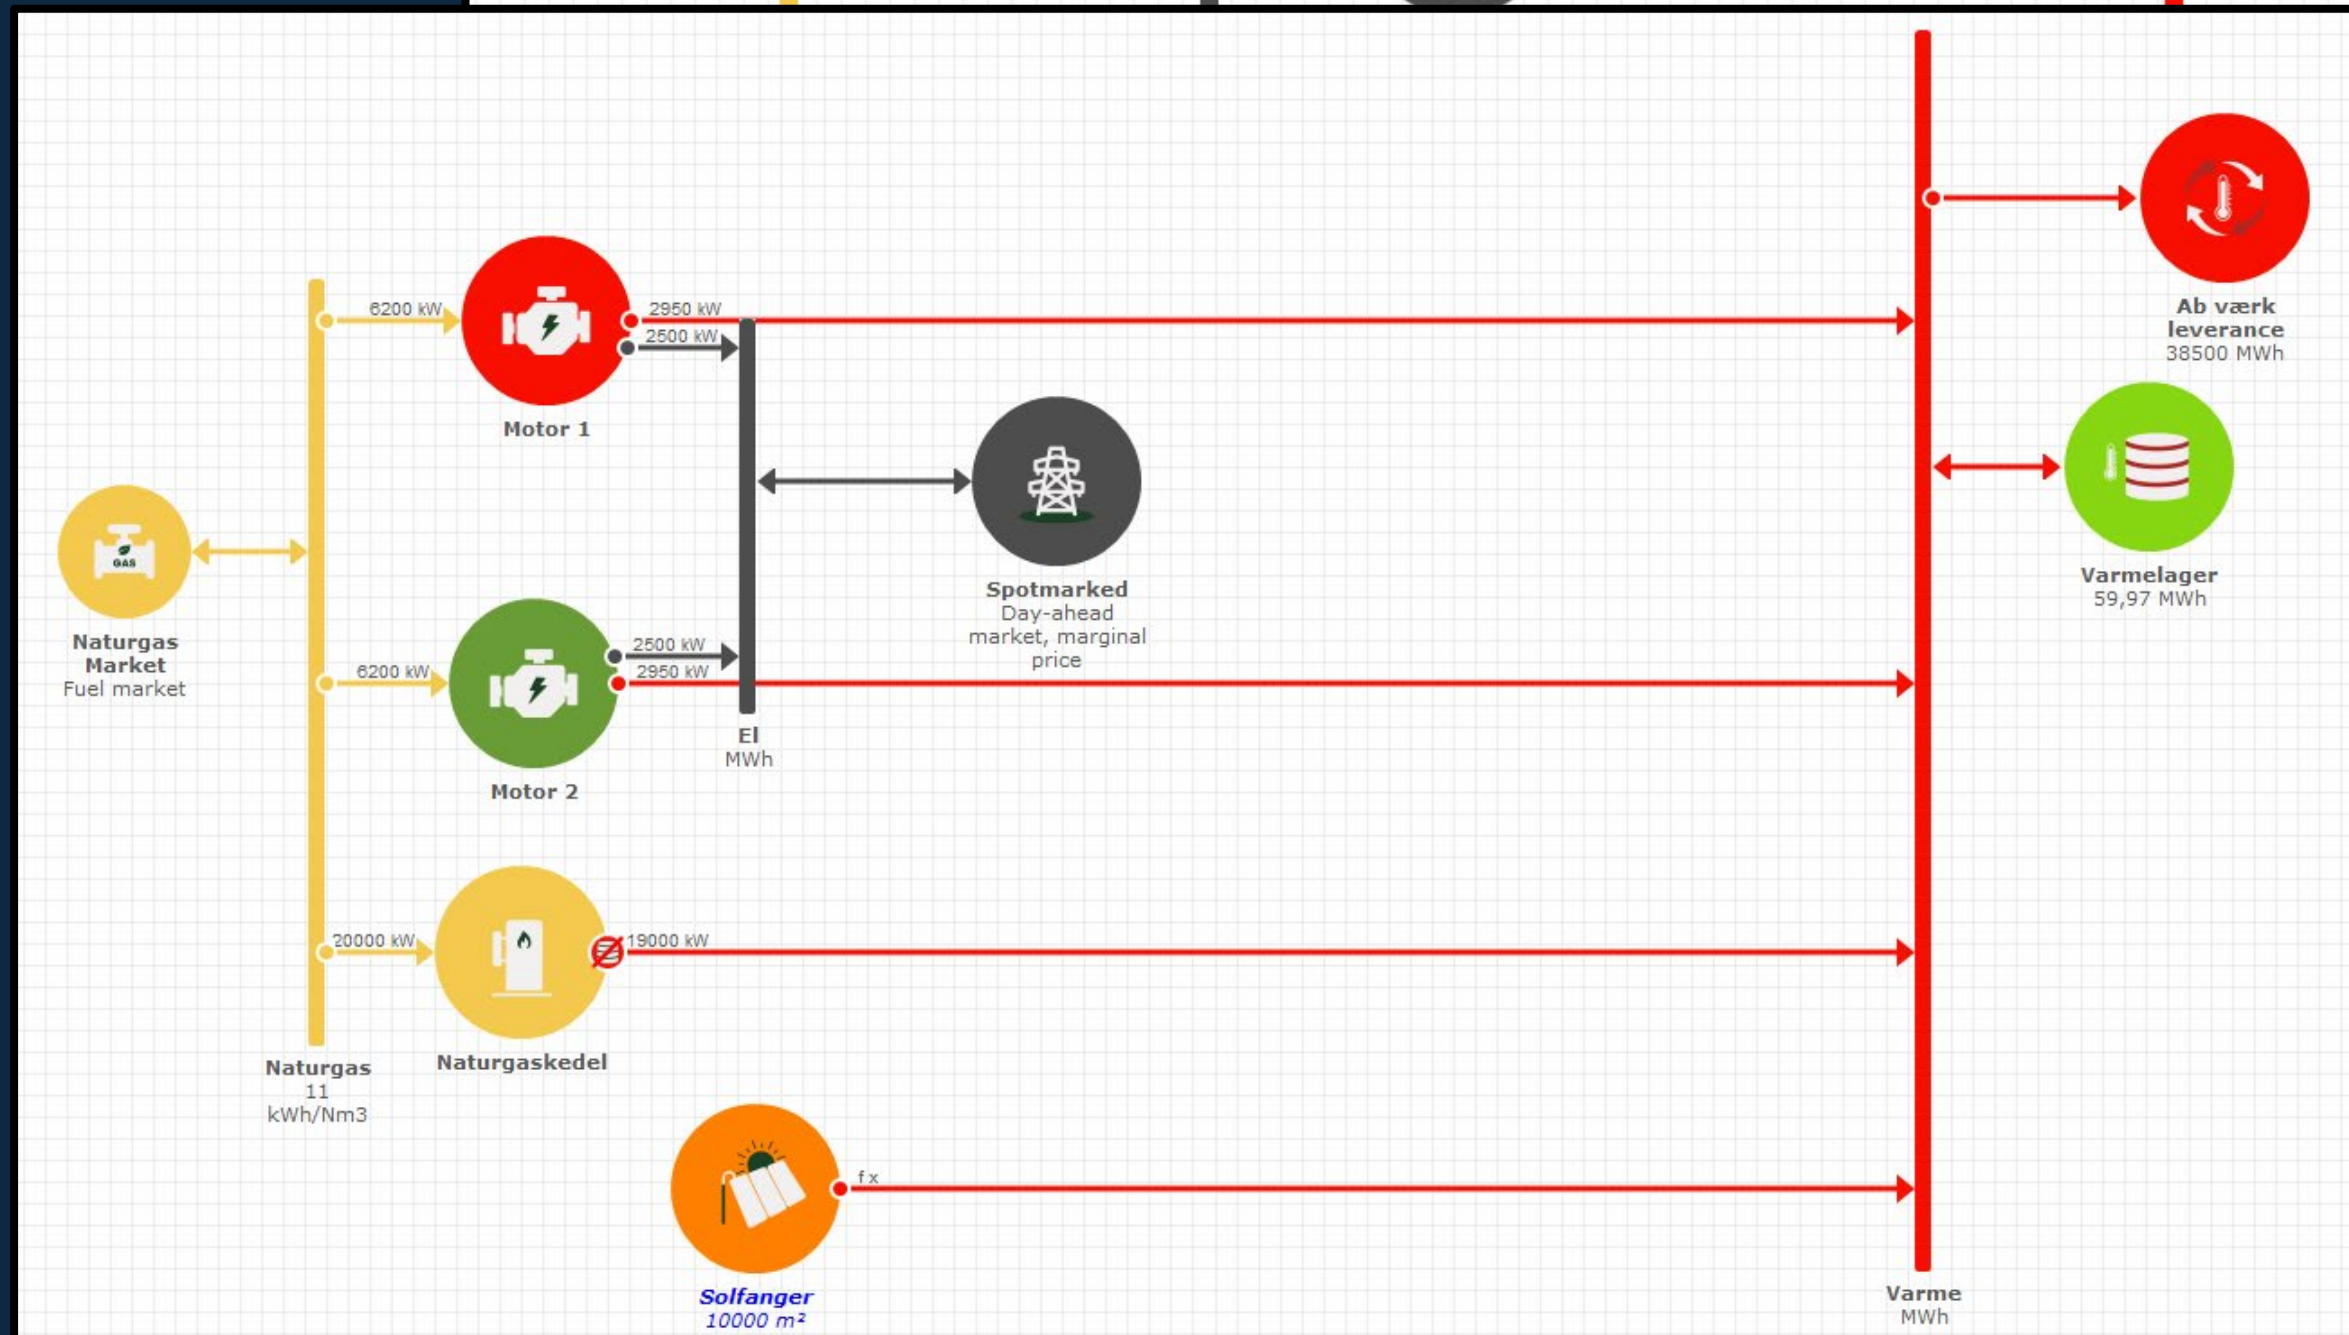 6200 kW
2950 kW
2500 kW
Motor 1
Ab værk
leverance
38500 MWh
GAS
Naturgas
Market
Fuel market
Spotmarked
Day-ahead
market, marginal
price
Varmelager
59,97 MWh
6200 kW
2500 kW
2950 kW
El
MWh
Motor 2
20000 kW
19000 kW
Naturgaskedel
Naturgas
11
kWh/Nm3
f x
Solfanger
10000 m²
Varme
MWh